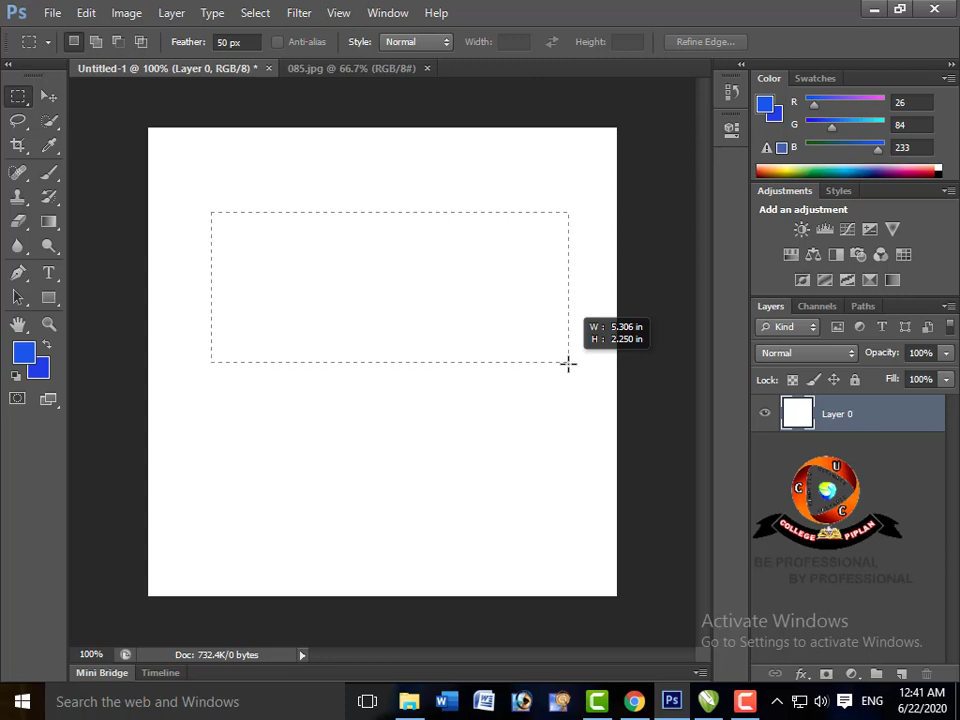 Ps File Edit Image Layer Type Select Filter View Window Help
Feather: 50 px Anti-alias Style: Normal Width: Height: Refine Edge...
Untitled-1 @ 100% (Layer 0, RGB/8) * × 085.jpg @ 66.7% (RGB/8#) ×
Color Swatches
R 26
G 84
B 233
Adjustments Styles
Add an adjustment
W: 5.306 in
H: 2.250 in
Layers Channels Paths
Kind
Normal Opacity: 100%
Lock: Fill: 100%
Layer 0
U
C
C
COLLEGE PIPLAN
BE PROFESSIONAL
BY PROFESSIONAL
Activate Windows
Go to Settings to activate Windows.
100% Doc: 732.4K/0 bytes
Mini Bridge Timeline
Search the web and Windows
ENG
12:41 AM
6/22/2020